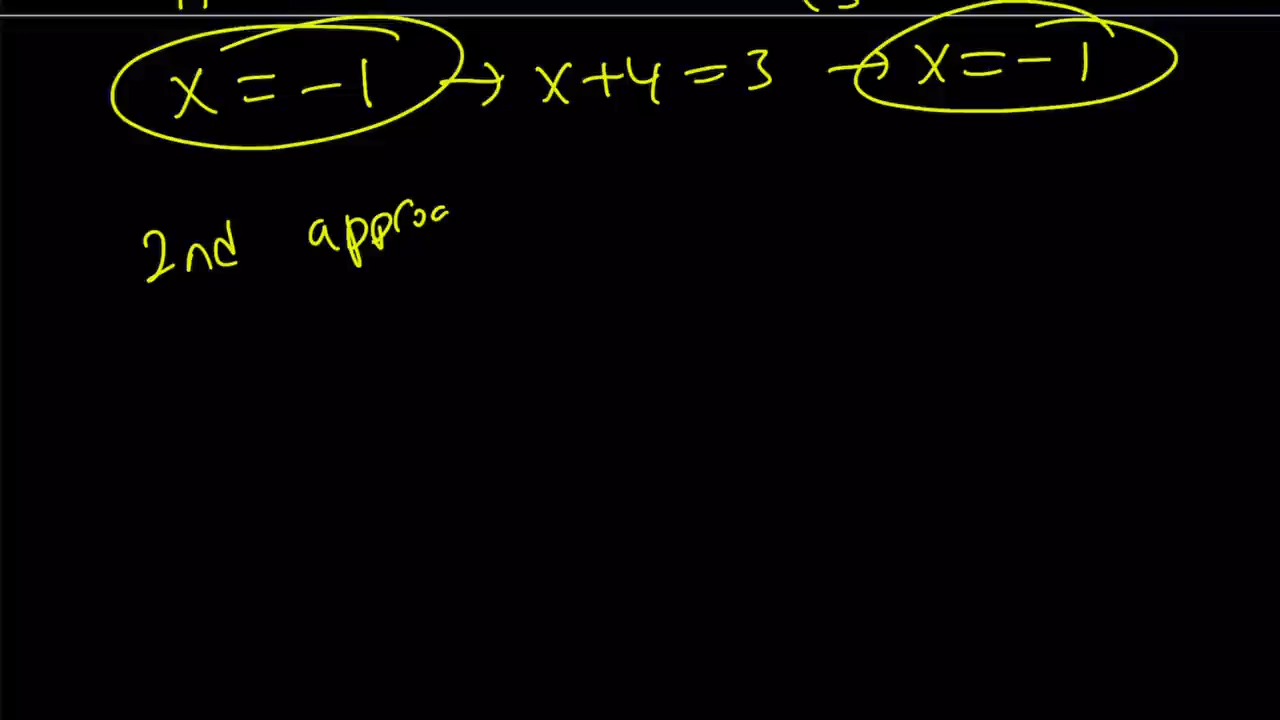 x = -1 → x+4 = 3 → x = -1
2nd approa